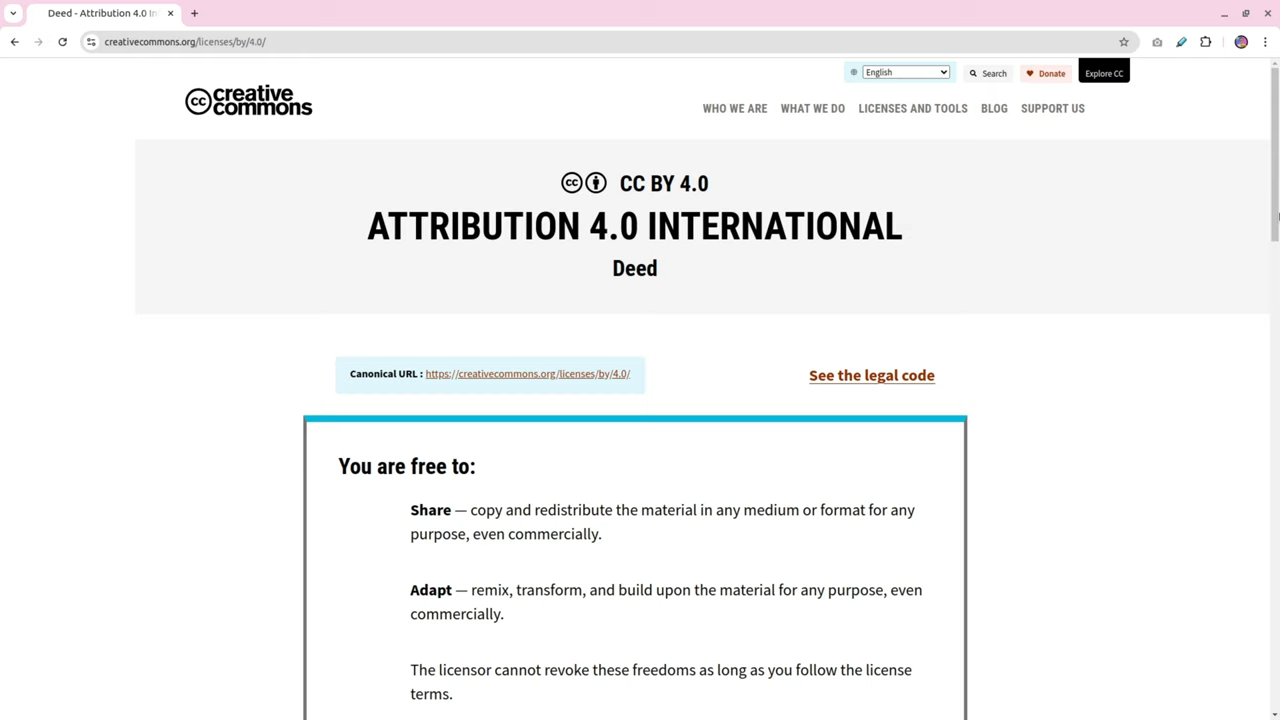 Deed - Attribution 4.0 In
creativecommons.org/licenses/by/4.0/
English
Search
Donate
Explore CC
cc creative commons
WHO WE ARE
WHAT WE DO
LICENSES AND TOOLS
BLOG
SUPPORT US
cc CC BY 4.0
ATTRIBUTION 4.0 INTERNATIONAL
Deed
Canonical URL : https://creativecommons.org/licenses/by/4.0/
See the legal code
You are free to:
Share — copy and redistribute the material in any medium or format for any
purpose, even commercially.
Adapt — remix, transform, and build upon the material for any purpose, even
commercially.
The licensor cannot revoke these freedoms as long as you follow the license
terms.